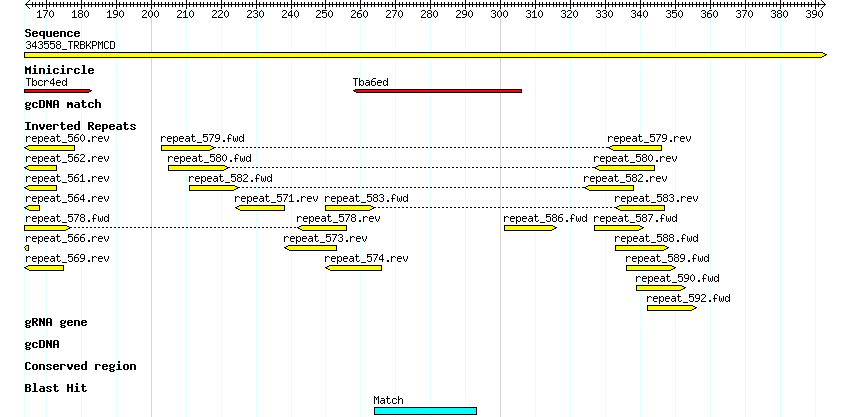 170 180 190 200 210 220 230 240 250 260 270 280 290 300 310 320 330 340 350 360 370 380 390
Sequence
343558_TRBKPMCD
Minicircle
Tbcr4ed Tba6ed
gcDNA match
Inverted Repeats
repeat_560.rev repeat_579.fwd repeat_579.rev
repeat_562.rev repeat_580.fwd repeat_580.rev
repeat_561.rev repeat_582.fwd repeat_582.rev
repeat_564.rev repeat_571.rev repeat_583.fwd repeat_583.rev
repeat_578.fwd repeat_578.rev repeat_586.fwd repeat_587.fwd
repeat_566.rev repeat_573.rev repeat_588.fwd
repeat_569.rev repeat_574.rev repeat_589.fwd
repeat_590.fwd
repeat_592.fwd
gRNA gene
gcDNA
Conserved region
Blast Hit
Match